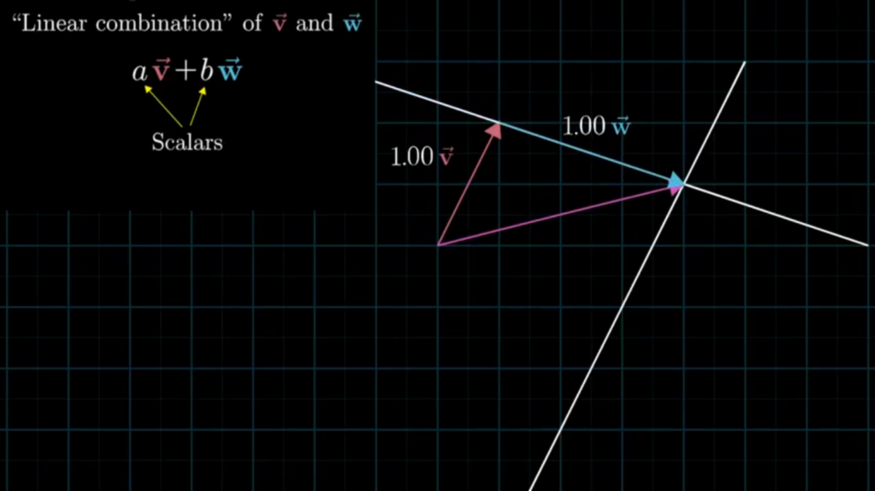 “Linear combination” of v⃗ and w⃗
av⃗+bw⃗
Scalars
1.00 w⃗
1.00 v⃗